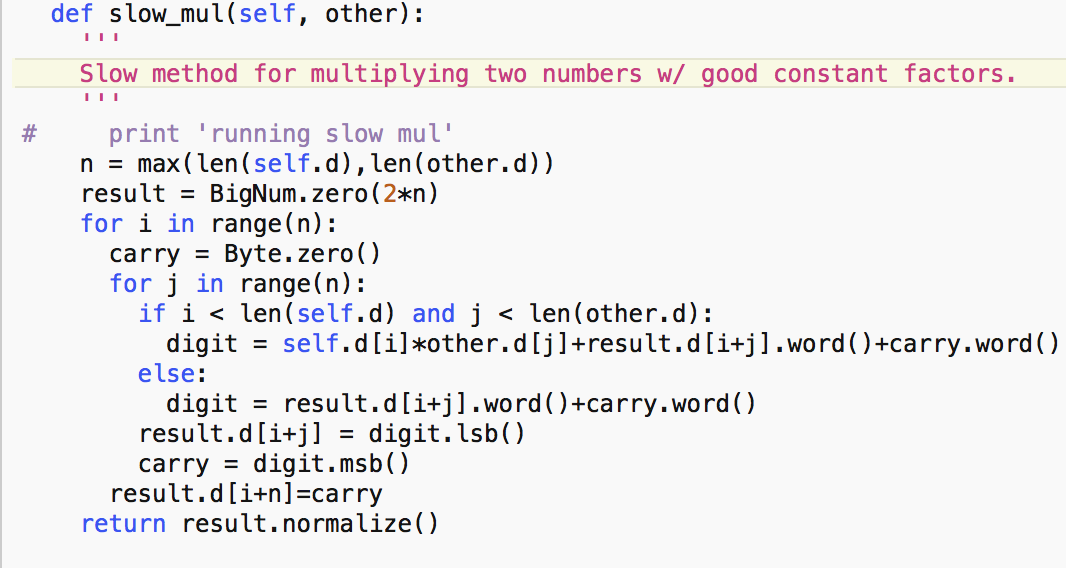 def slow_mul(self, other):
'''
Slow method for multiplying two numbers w/ good constant factors.
'''
#     print 'running slow mul'
n = max(len(self.d),len(other.d))
result = BigNum.zero(2*n)
for i in range(n):
carry = Byte.zero()
for j in range(n):
if i < len(self.d) and j < len(other.d):
digit = self.d[i]*other.d[j]+result.d[i+j].word()+carry.word()
else:
digit = result.d[i+j].word()+carry.word()
result.d[i+j] = digit.lsb()
carry = digit.msb()
result.d[i+n]=carry
return result.normalize()